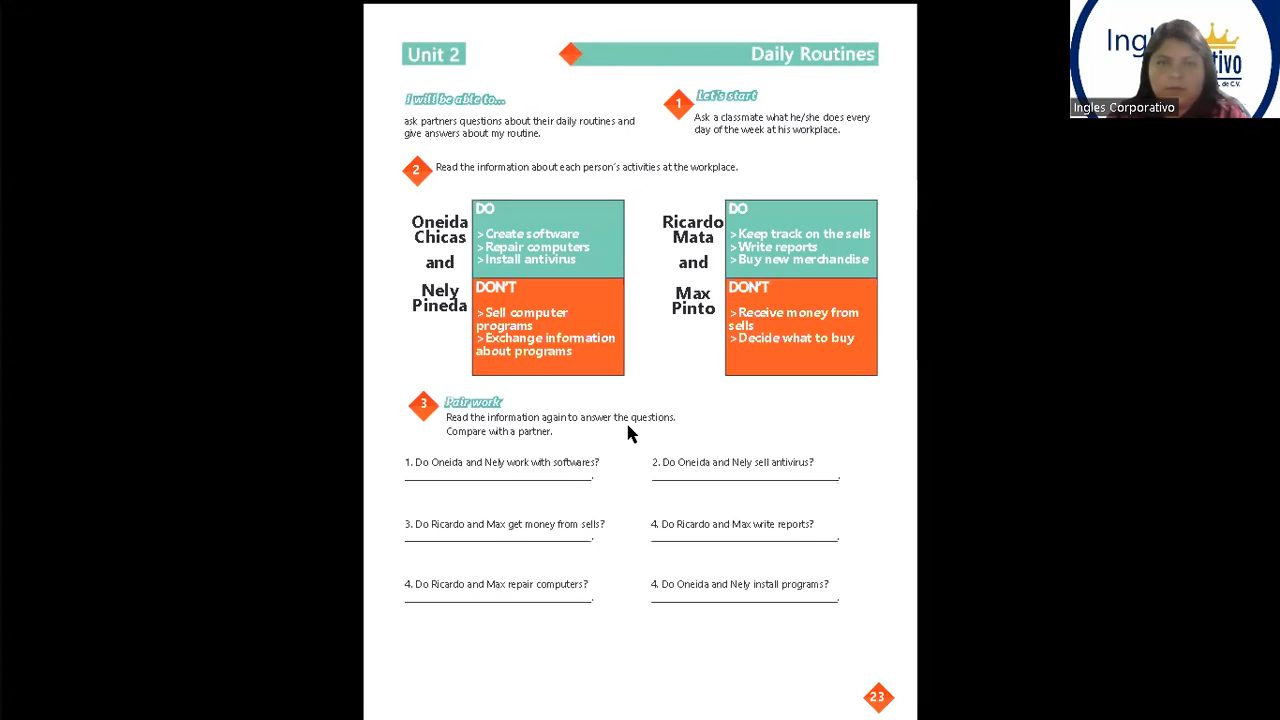 Unit 2
Daily Routines
I will be able to...
ask partners questions about their daily routines and
give answers about my routine.
1
Let's start
Ask a classmate what he/she does every
day of the week at his workplace.
2
Read the information about each person´s activities at the workplace.
Oneida
Chicas
and
Nely
Pineda
DO
>Create software
>Repair computers
>Install antivirus
DON'T
>Sell computer
programs
>Exchange information
about programs
Ricardo
Mata
and
Max
Pinto
DO
>Keep track on the sells
>Write reports
>Buy new merchandise
DON'T
>Receive money from
sells
>Decide what to buy
3
Pair work
Read the information again to answer the questions.
Compare with a partner.
1. Do Oneida and Nely work with softwares?
2. Do Oneida and Nely sell antivirus?
3. Do Ricardo and Max get money from sells?
4. Do Ricardo and Max write reports?
4. Do Ricardo and Max repair computers?
4. Do Oneida and Nely install programs?
23
Ingles Corporativo